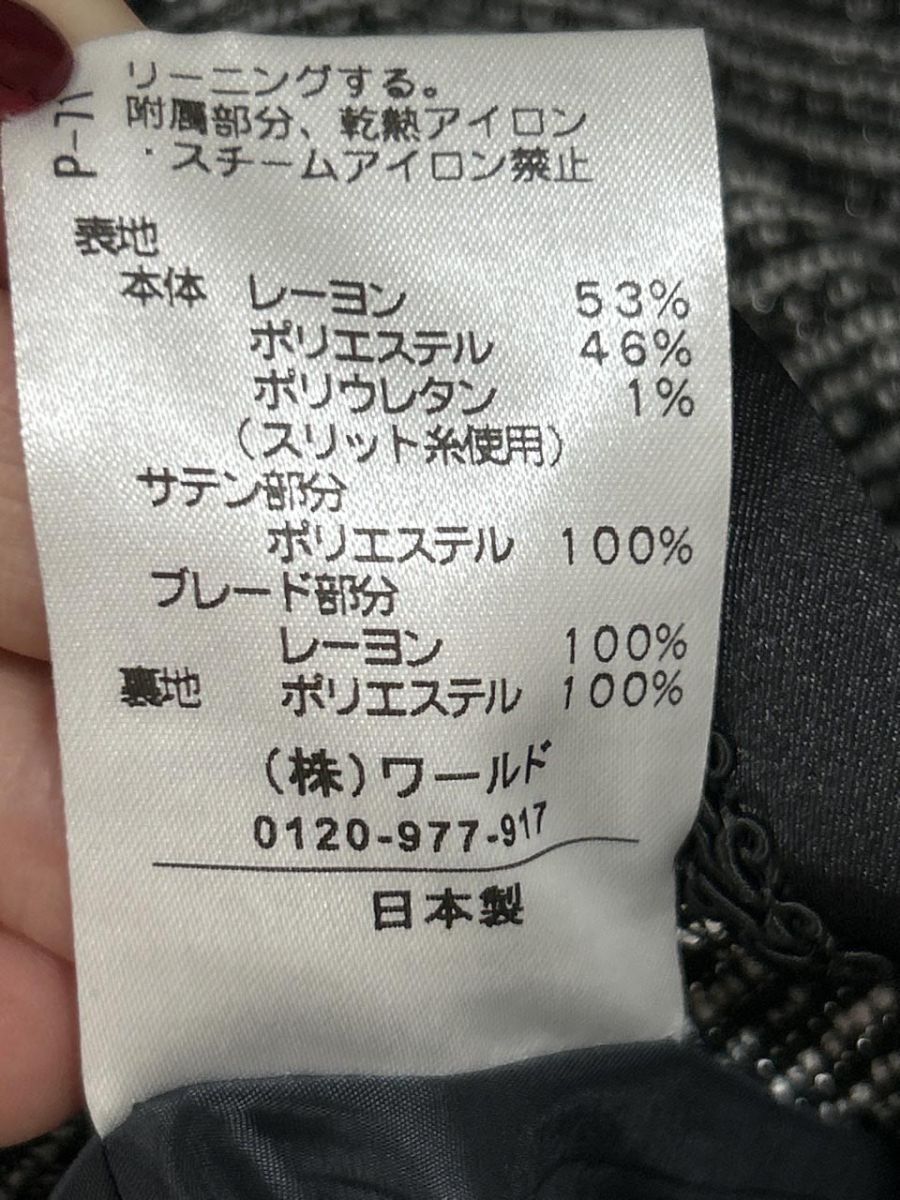 リーニングする。
附属部分、乾熱アイロン
・スチームアイロン禁止
表地
本体 レーヨン 53%
ポリエステル 46%
ポリウレタン 1%
（スリット糸使用）
サテン部分
ポリエステル 100%
ブレード部分
レーヨン 100%
裏地 ポリエステル 100%
(株)ワールド
0120-977-917
日本製